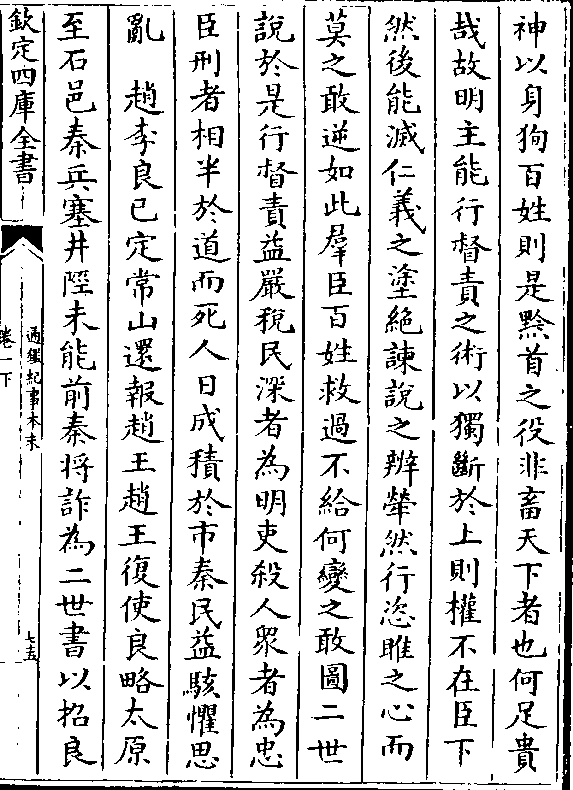 神以身狥百姓則是黔首之役非畜天下者也何足貴
哉故明主能行督責之術以獨斷於上則權不在臣下
然後能滅仁義之塗絶諫說之辨犖然行恣睢之心而
莫之敢逆如此羣臣百姓救過不給何變之敢圖二世
說於是行督責益嚴稅民深者為明吏殺人衆者為忠
臣刑者相半於道而死人日成積於市秦民益駭懼思
亂　趙李良已定常山還報趙王趙王復使良略太原
至石邑秦兵塞井陘未能前秦將詐為二世書以招良
欽定四庫全書
通鑑紀事本末
卷一下
七五